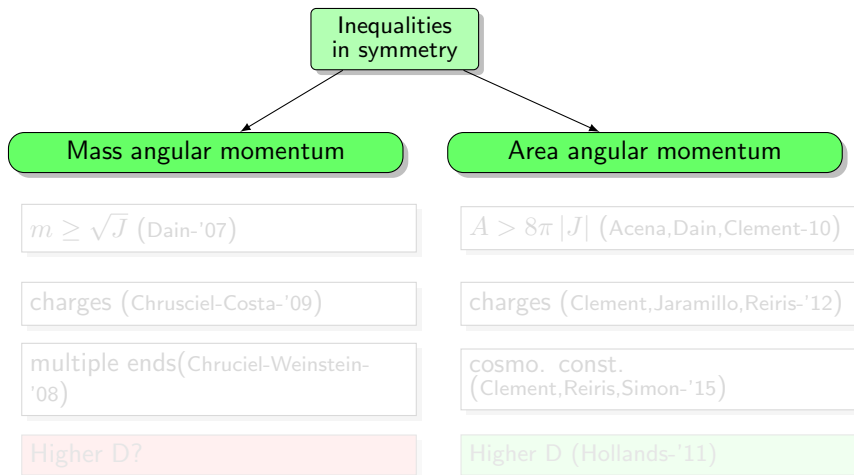 Inequalities
in symmetry
Mass angular momentum
Area angular momentum
m ≥ √J (Dain-'07)
A > 8π |J| (Acena,Dain,Clement-10)
charges (Chrusciel-Costa-'09)
charges (Clement,Jaramillo,Reiris-'12)
multiple ends(Chruciel-Weinstein-
'08)
cosmo. const.
(Clement,Reiris,Simon-'15)
Higher D?
Higher D (Hollands-'11)